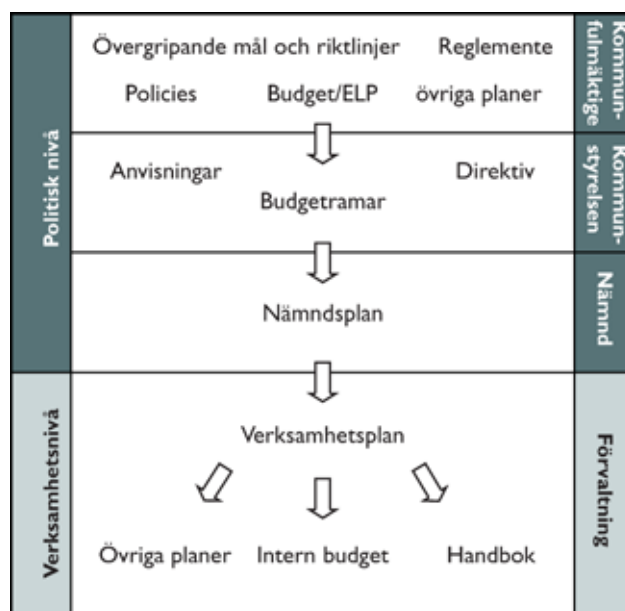 Övergripande mål och riktlinjer Reglemente
Policies Budget/ELP övriga planer
Kommun-
fulmäktige
Anvisningar Direktiv
Budgetramar
Kommun-
styrelsen
Politisk nivå
Nämndsplan
Nämnd
Verksamhetsplan
Verksamhetsnivå
Förvaltning
Övriga planer Intern budget Handbok